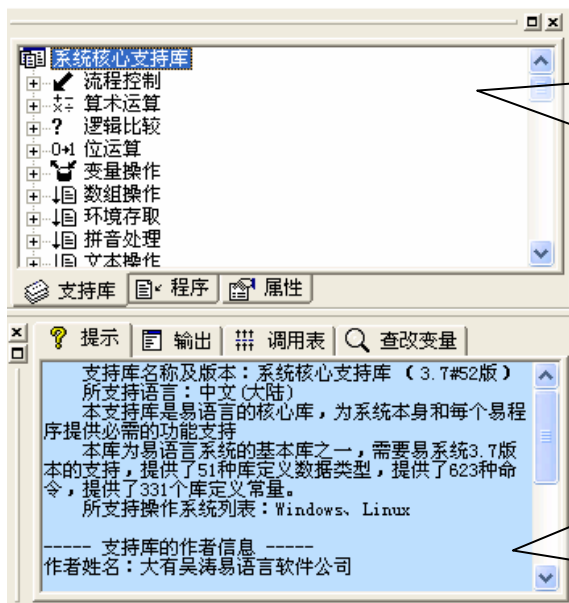 系统核心支持库
流程控制
算术运算
? 逻辑比较
位运算
变量操作
数组操作
环境存取
拼音处理
文本操作
支持库 程序 属性
提示 输出 调用表 查改变量
支持库名称及版本：系统核心支持库 (3.7#52版)
所支持语言：中文(大陆)
本支持库是易语言的核心库，为系统本身和每个易程
序提供必需的功能支持
本库为易语言系统的基本库之一，需要易系统3.7版
本的支持，提供了51种库定义数据类型，提供了623种命
令，提供了331个库定义常量。
所支持操作系统列表：Windows、Linux
----- 支持库的作者信息 -----
作者姓名：大有吴涛易语言软件公司